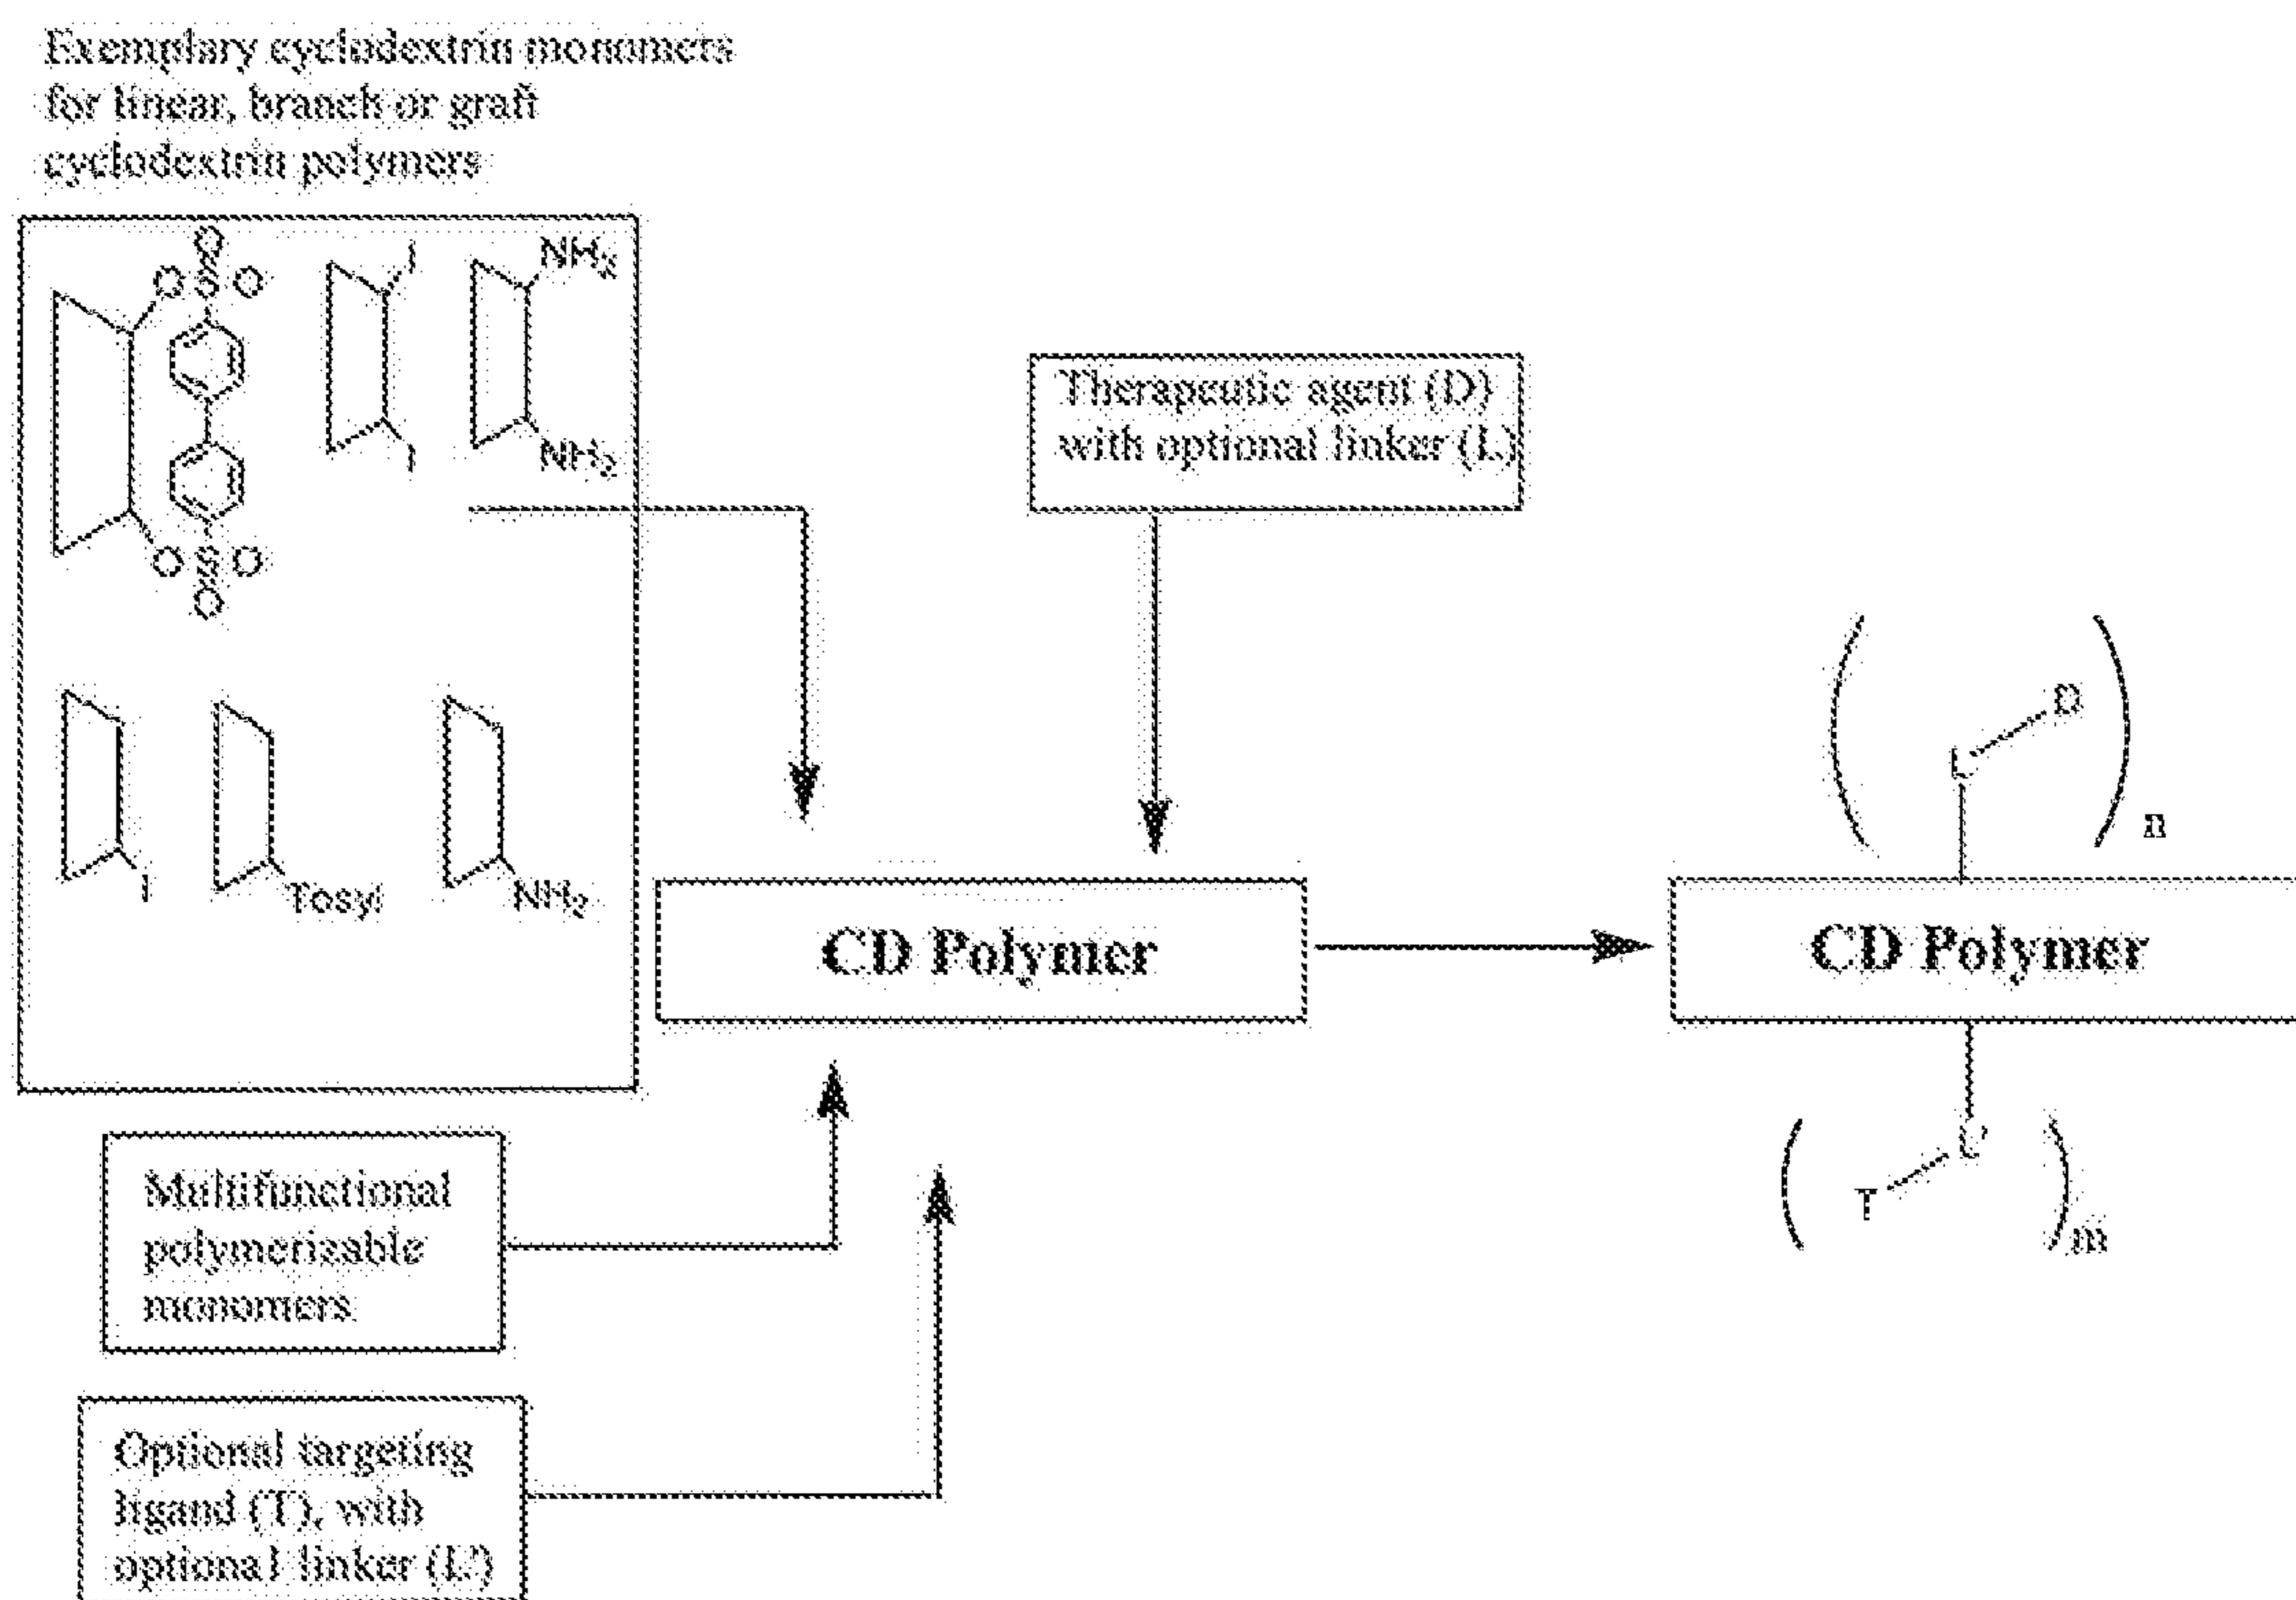 Exemplary cyclodextrin monomers
for linear, branch or graft
cyclodextrin polymers
O
O S O
O S O
O
I
I
NH2
NH2
I
Tosyl
NH2
Therapeutic agent (D)
with optional linker (L)
CD Polymer
Multifunctional
polymerizable
monomers
Optional targeting
ligand (T), with
optional linker (L')
D
L
n
CD Polymer
L'
T
m